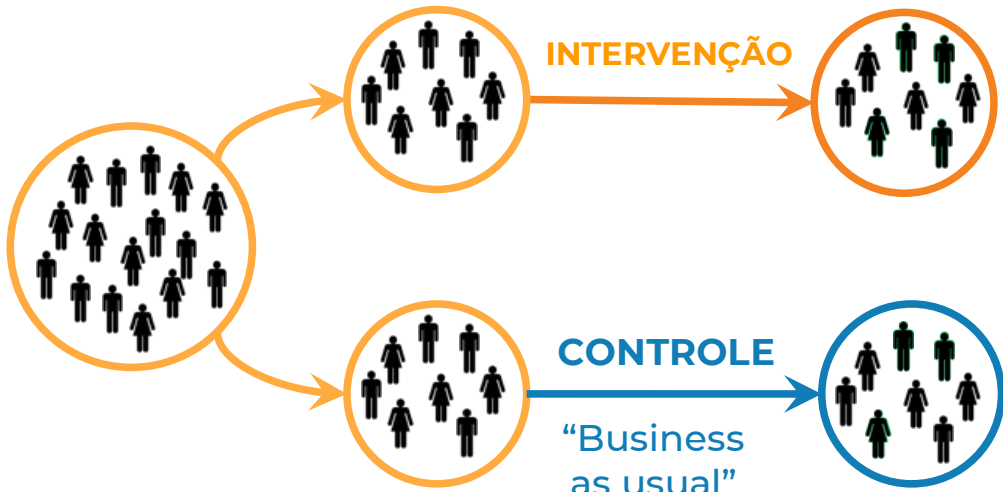 INTERVENÇÃO
CONTROLE
“Business
as usual”